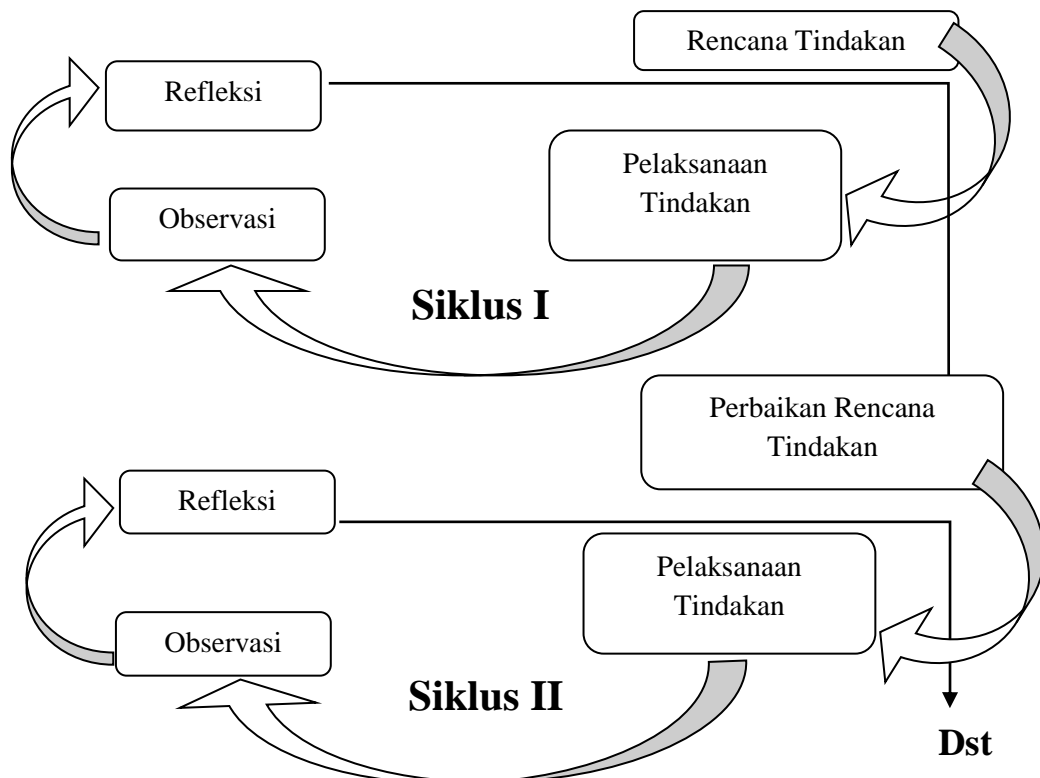 Rencana Tindakan
Refleksi
Pelaksanaan
Tindakan
Observasi
Siklus I
Perbaikan Rencana
Tindakan
Refleksi
Pelaksanaan
Tindakan
Observasi
Siklus II
Dst